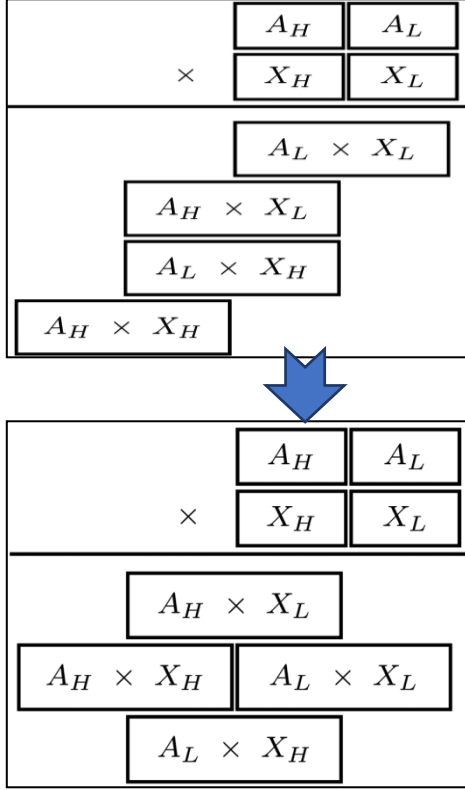 A_H A_L
× X_H X_L
A_L × X_L
A_H × X_L
A_L × X_H
A_H × X_H
A_H A_L
× X_H X_L
A_H × X_L
A_H × X_H A_L × X_L
A_L × X_H